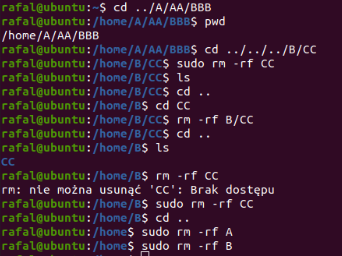 rafal@ubuntu:~$ cd ../A/AA/BBB
rafal@ubuntu:/home/A/AA/BBB$ pwd
/home/A/AA/BBB
rafal@ubuntu:/home/A/AA/BBB$ cd ../../../B/CC
rafal@ubuntu:/home/B/CC$ sudo rm -rf CC
rafal@ubuntu:/home/B/CC$ ls
rafal@ubuntu:/home/B/CC$ cd ..
rafal@ubuntu:/home/B$ cd CC
rafal@ubuntu:/home/B/CC$ rm -rf B/CC
rafal@ubuntu:/home/B/CC$ cd ..
rafal@ubuntu:/home/B$ ls
CC
rafal@ubuntu:/home/B$ rm -rf CC
rm: nie można usunąć 'CC': Brak dostępu
rafal@ubuntu:/home/B$ sudo rm -rf CC
rafal@ubuntu:/home/B$ cd ..
rafal@ubuntu:/home$ sudo rm -rf A
rafal@ubuntu:/home$ sudo rm -rf B